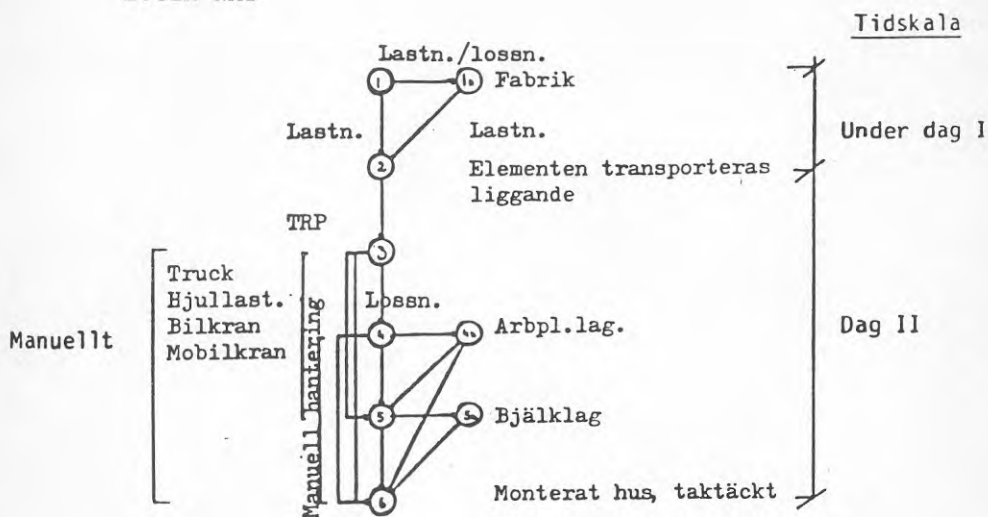 Tidskala
Lastn./lossn.
1
1a
Fabrik
Lastn.
Lastn.
Under dag I
2
Elementen transporteras
liggande
TRP
3
Truck
Hjullast.
Bilkran
Mobilkran
Manuellt
Manuell hantering
Lossn.
4
4a
Arbpl.lag.
Dag II
5
Bjälklag
6
Monterat hus, taktäckt